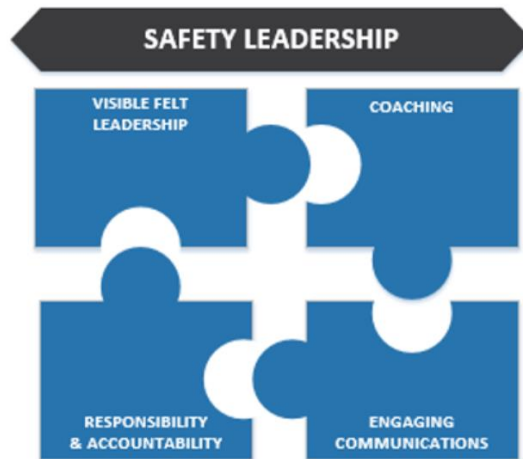 SAFETY LEADERSHIP
VISIBLE FELT
LEADERSHIP
COACHING
RESPONSIBILITY
& ACCOUNTABILITY
ENGAGING
COMMUNICATIONS